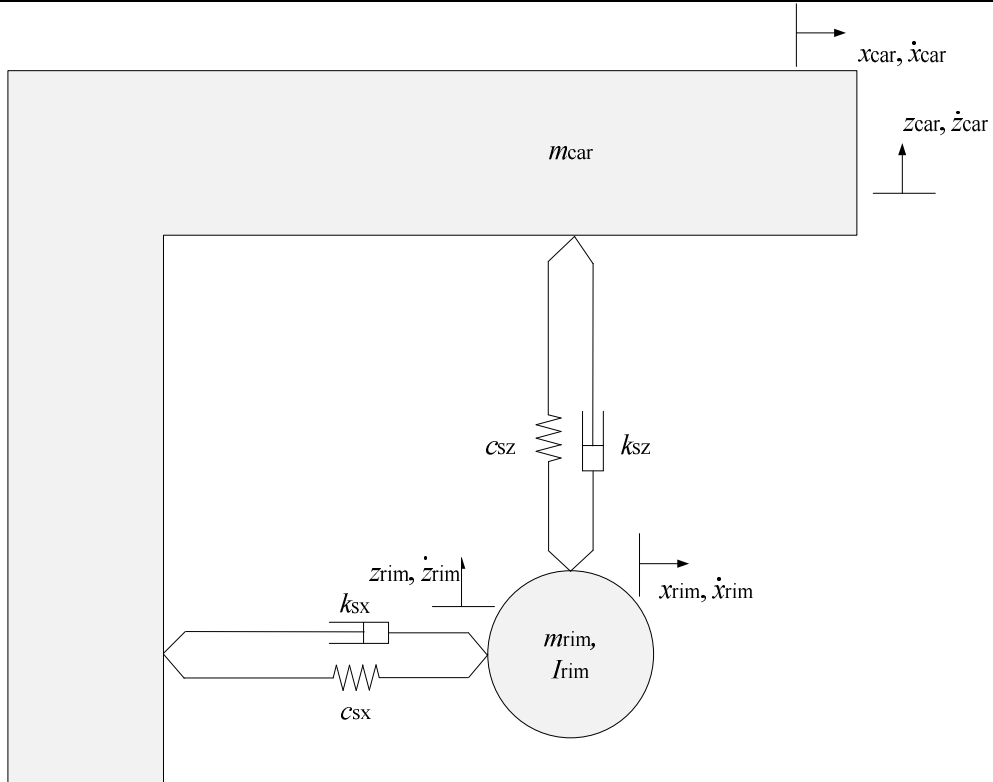 xcar, ẋcar
zcar, żcar
mcar
csz
ksz
zrim, żrim
xrim, ẋrim
ksx
mrim,
Irim
csx